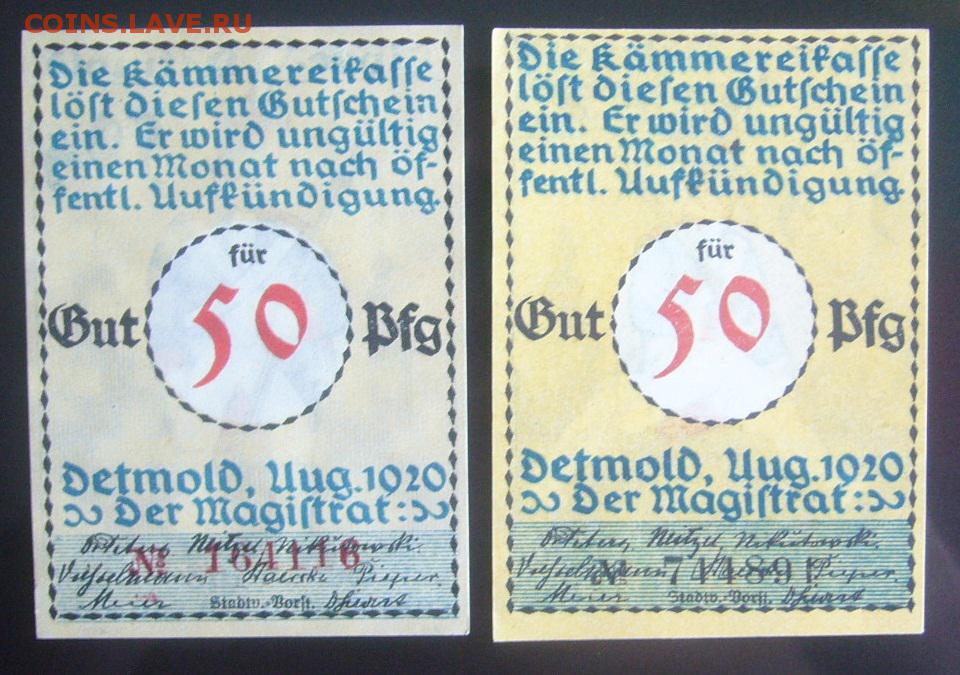 COINS.LAVE.RU
Die Kämmereikaſſe
löſt dieſen Gutſchein
ein. Er wird ungültig
einen Monat nach öf-
fentl. Aufkündigung.
für
Gut 50 Pfg
Detmold, Aug. 1920
Der Magiſtrat:
№ 164116
Meier Stadtv.-Vorſt.
Die Kämmereikaſſe
löſt dieſen Gutſchein
ein. Er wird ungültig
einen Monat nach öf-
fentl. Aufkündigung.
für
Gut 50 Pfg
Detmold, Aug. 1920
Der Magiſtrat:
№
Meier Stadtv.-Vorſt.